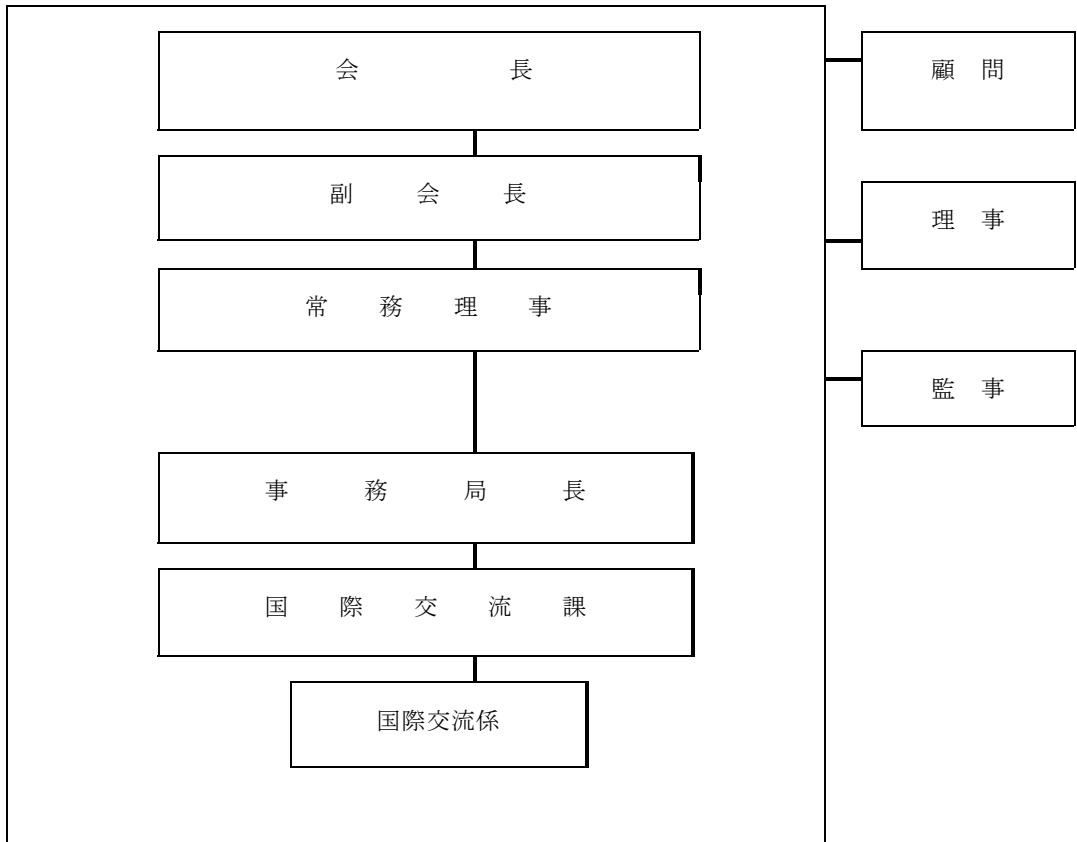 会長
顧問
副会長
理事
常務理事
監事
事務局長
国際交流課
国際交流係